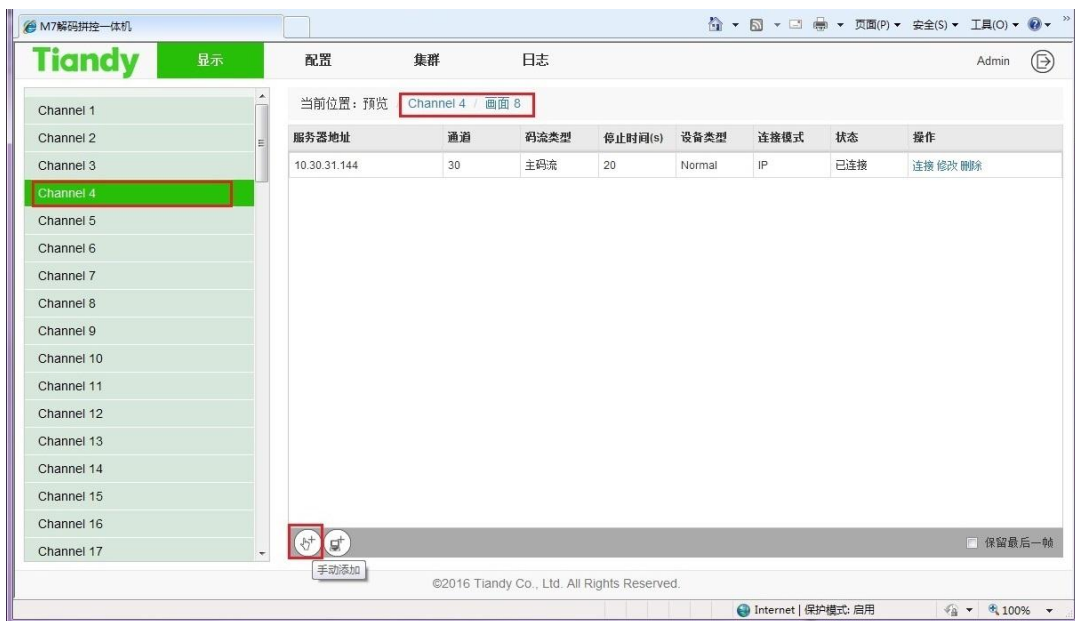 M7解码拼控一体机
页面(P) 安全(S) 工具(O)
Tiandy 显示 配置 集群 日志 Admin
Channel 1
Channel 2
Channel 3
Channel 4
Channel 5
Channel 6
Channel 7
Channel 8
Channel 9
Channel 10
Channel 11
Channel 12
Channel 13
Channel 14
Channel 15
Channel 16
Channel 17
当前位置：预览 / Channel 4 / 画面 8
服务器地址 通道 码流类型 停止时间(s) 设备类型 连接模式 状态 操作
10.30.31.144 30 主码流 20 Normal IP 已连接 连接 修改 删除
保留最后一帧
手动添加
©2016 Tiandy Co., Ltd. All Rights Reserved.
Internet | 保护模式: 启用 100%